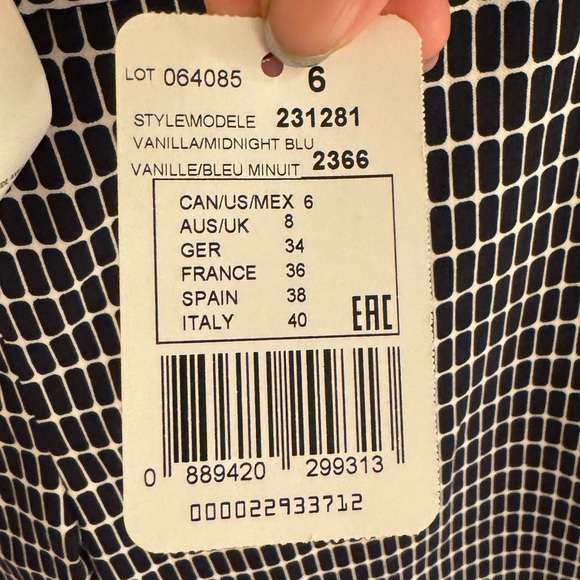 LOT 064085 6
STYLE\MODELE 231281
VANILLA/MIDNIGHT BLU
VANILLE/BLEU MINUIT 2366
CAN/US/MEX 6
AUS/UK 8
GER 34
FRANCE 36
SPAIN 38
ITALY 40
EAC
0 889420 299313
000022933712